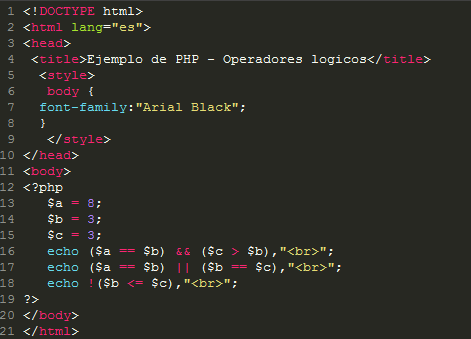 1 <!DOCTYPE html>
2 <html lang="es">
3 <head>
4 <title>Ejemplo de PHP - Operadores logicos</title>
5 <style>
6 body {
7 font-family:"Arial Black";
8 }
9 </style>
10 </head>
11 <body>
12 <?php
13 $a = 8;
14 $b = 3;
15 $c = 3;
16 echo ($a == $b) && ($c > $b),"<br>";
17 echo ($a == $b) || ($b == $c),"<br>";
18 echo !($b <= $c),"<br>";
19 ?>
20 </body>
21 </html>